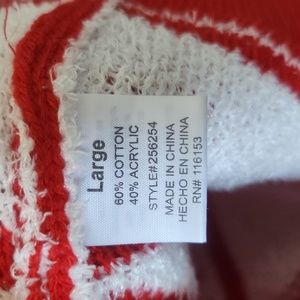 Large
60% COTTON
40% ACRYLIC
STYLE#256254
MADE IN CHINA
HECHO EN CHINA
RN# 116153